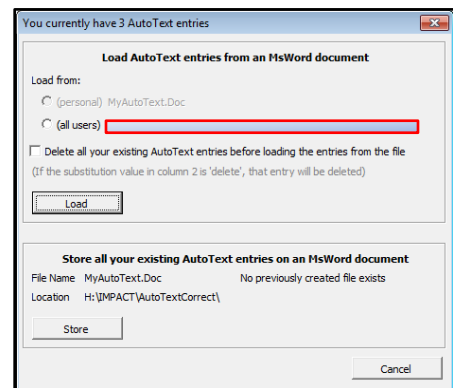 You currently have 3 AutoText entries
Load AutoText entries from an MsWord document
Load from:
(personal) MyAutoText.Doc
(all users)
Delete all your existing AutoText entries before loading the entries from the file
(If the substitution value in column 2 is 'delete', that entry will be deleted)
Load
Store all your existing AutoText entries on an MsWord document
File Name MyAutoText.Doc No previously created file exists
Location H:\IMPACT\AutoTextCorrect\
Store
Cancel